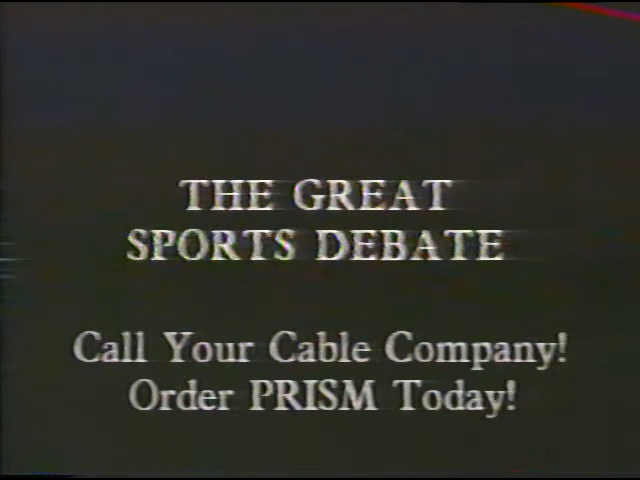 THE GREAT
SPORTS DEBATE
Call Your Cable Company!
Order PRISM Today!